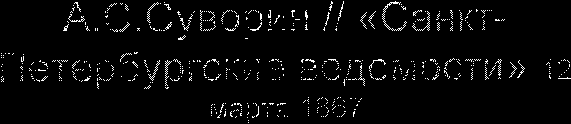 А.С.Суворин // «Санкт-
Петербургские ведомости» 12
марта 1867